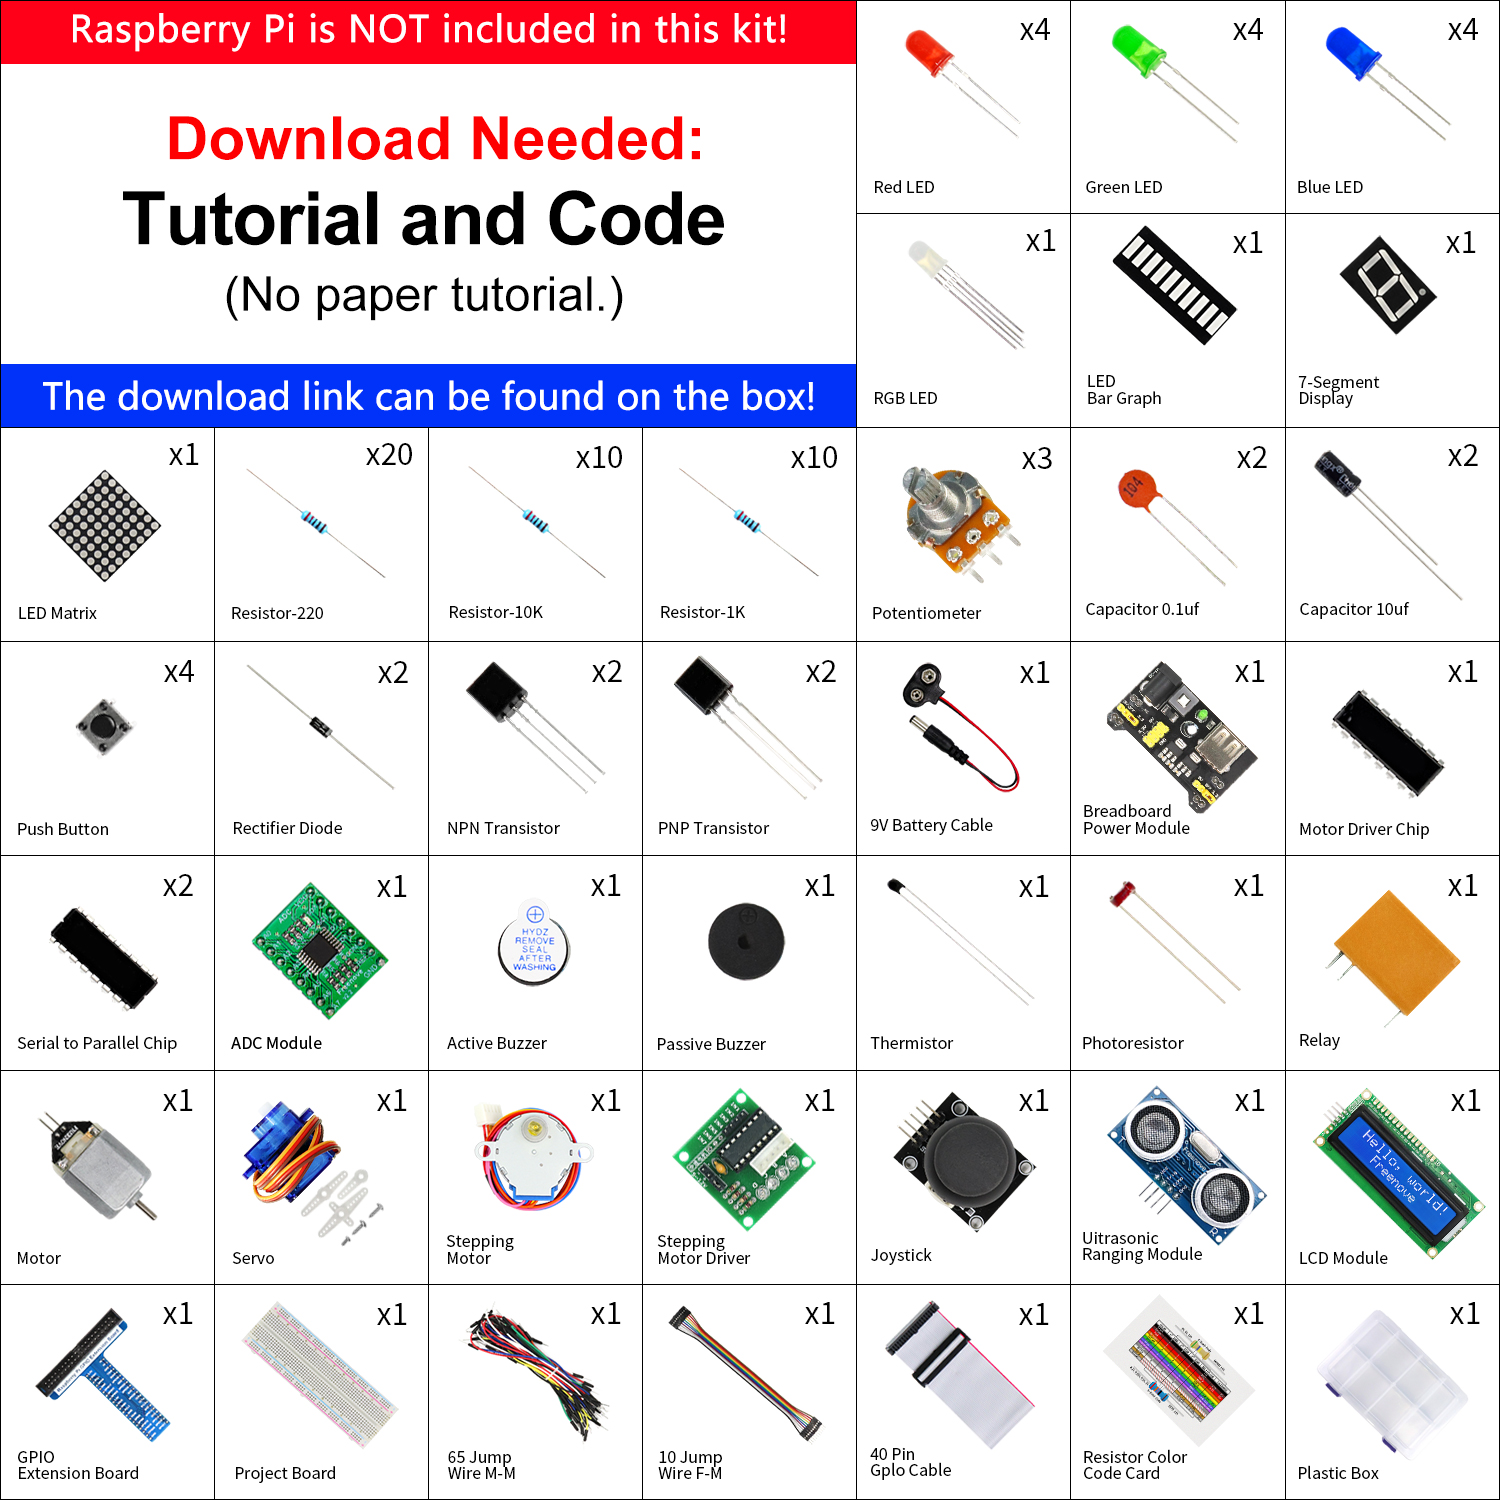 Raspberry Pi is NOT included in this kit!
Download Needed:
Tutorial and Code
(No paper tutorial.)
The download link can be found on the box!
x4
Red LED
x4
Green LED
x4
Blue LED
x1
RGB LED
x1
LED
Bar Graph
x1
7-Segment
Display
x1
LED Matrix
x20
Resistor-220
x10
Resistor-10K
x10
Resistor-1K
x3
Potentiometer
104
x2
Capacitor 0.1uf
x2
Capacitor 10uf
x4
Push Button
x2
Rectifier Diode
x2
NPN Transistor
x2
PNP Transistor
x1
9V Battery Cable
x1
Breadboard
Power Module
x1
Motor Driver Chip
x2
Serial to Parallel Chip
x1
ADC
ADC Module
x1
HYDZ
REMOVE
SEAL
AFTER
WASHING
Active Buzzer
x1
Passive Buzzer
x1
Thermistor
x1
Photoresistor
x1
Relay
x1
Motor
x1
Servo
x1
Stepping
Motor
x1
Stepping
Motor Driver
x1
Joystick
x1
T
R
Uitrasonic
Ranging Module
x1
Hello, world!
Freenove
LCD Module
x1
Raspberry Pi GPIO Extension Board
GPIO
Extension Board
x1
Project Board
x1
65 Jump
Wire M-M
x1
10 Jump
Wire F-M
x1
40 Pin
Gplo Cable
x1
Resistor Color
Code Card
x1
Plastic Box